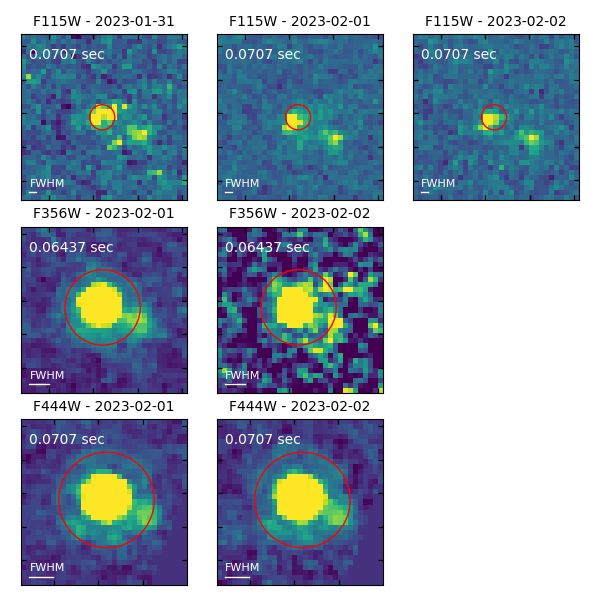 F115W - 2023-01-31
0.0707 sec
FWHM
F115W - 2023-02-01
0.0707 sec
FWHM
F115W - 2023-02-02
0.0707 sec
FWHM
F356W - 2023-02-01
0.06437 sec
FWHM
F356W - 2023-02-02
0.06437 sec
FWHM
F444W - 2023-02-01
0.0707 sec
FWHM
F444W - 2023-02-02
0.0707 sec
FWHM